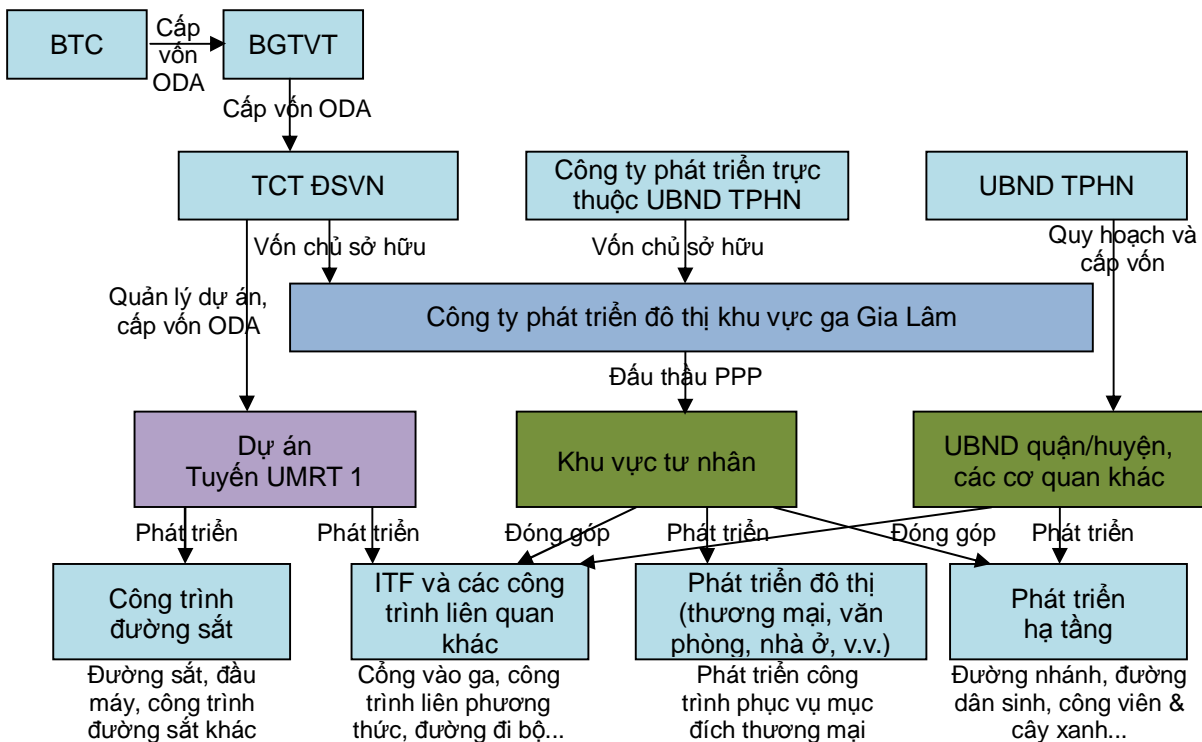 BTC
Cấp
vốn
ODA
BGTVT
Cấp vốn ODA
TCT ĐSVN
Công ty phát triển trực
thuộc UBND TPHN
UBND TPHN
Vốn chủ sở hữu
Vốn chủ sở hữu
Quy hoạch và
cấp vốn
Quản lý dự án,
cấp vốn ODA
Công ty phát triển đô thị khu vực ga Gia Lâm
Đấu thầu PPP
Dự án
Tuyến UMRT 1
Khu vực tư nhân
UBND quận/huyện,
các cơ quan khác
Phát triển
Phát triển
Đóng góp
Phát triển
Đóng góp
Phát triển
Công trình
đường sắt
ITF và các công
trình liên quan
khác
Phát triển đô thị
(thương mại, văn
phòng, nhà ở, v.v.)
Phát triển
hạ tầng
Đường sắt, đầu
máy, công trình
đường sắt khác
Cổng vào ga, công
trình liên phương
thức, đường đi bộ...
Phát triển công
trình phục vụ mục
đích thương mại
Đường nhánh, đường
dân sinh, công viên &
cây xanh...